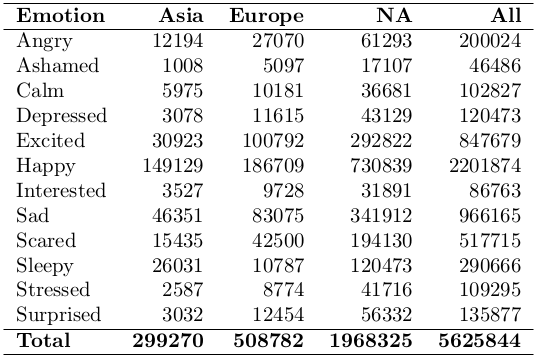 Emotion Asia Europe NA All
Angry 12194 27070 61293 200024
Ashamed 1008 5097 17107 46486
Calm 5975 10181 36681 102827
Depressed 3078 11615 43129 120473
Excited 30923 100792 292822 847679
Happy 149129 186709 730839 2201874
Interested 3527 9728 31891 86763
Sad 46351 83075 341912 966165
Scared 15435 42500 194130 517715
Sleepy 26031 10787 120473 290666
Stressed 2587 8774 41716 109295
Surprised 3032 12454 56332 135877
Total 299270 508782 1968325 5625844